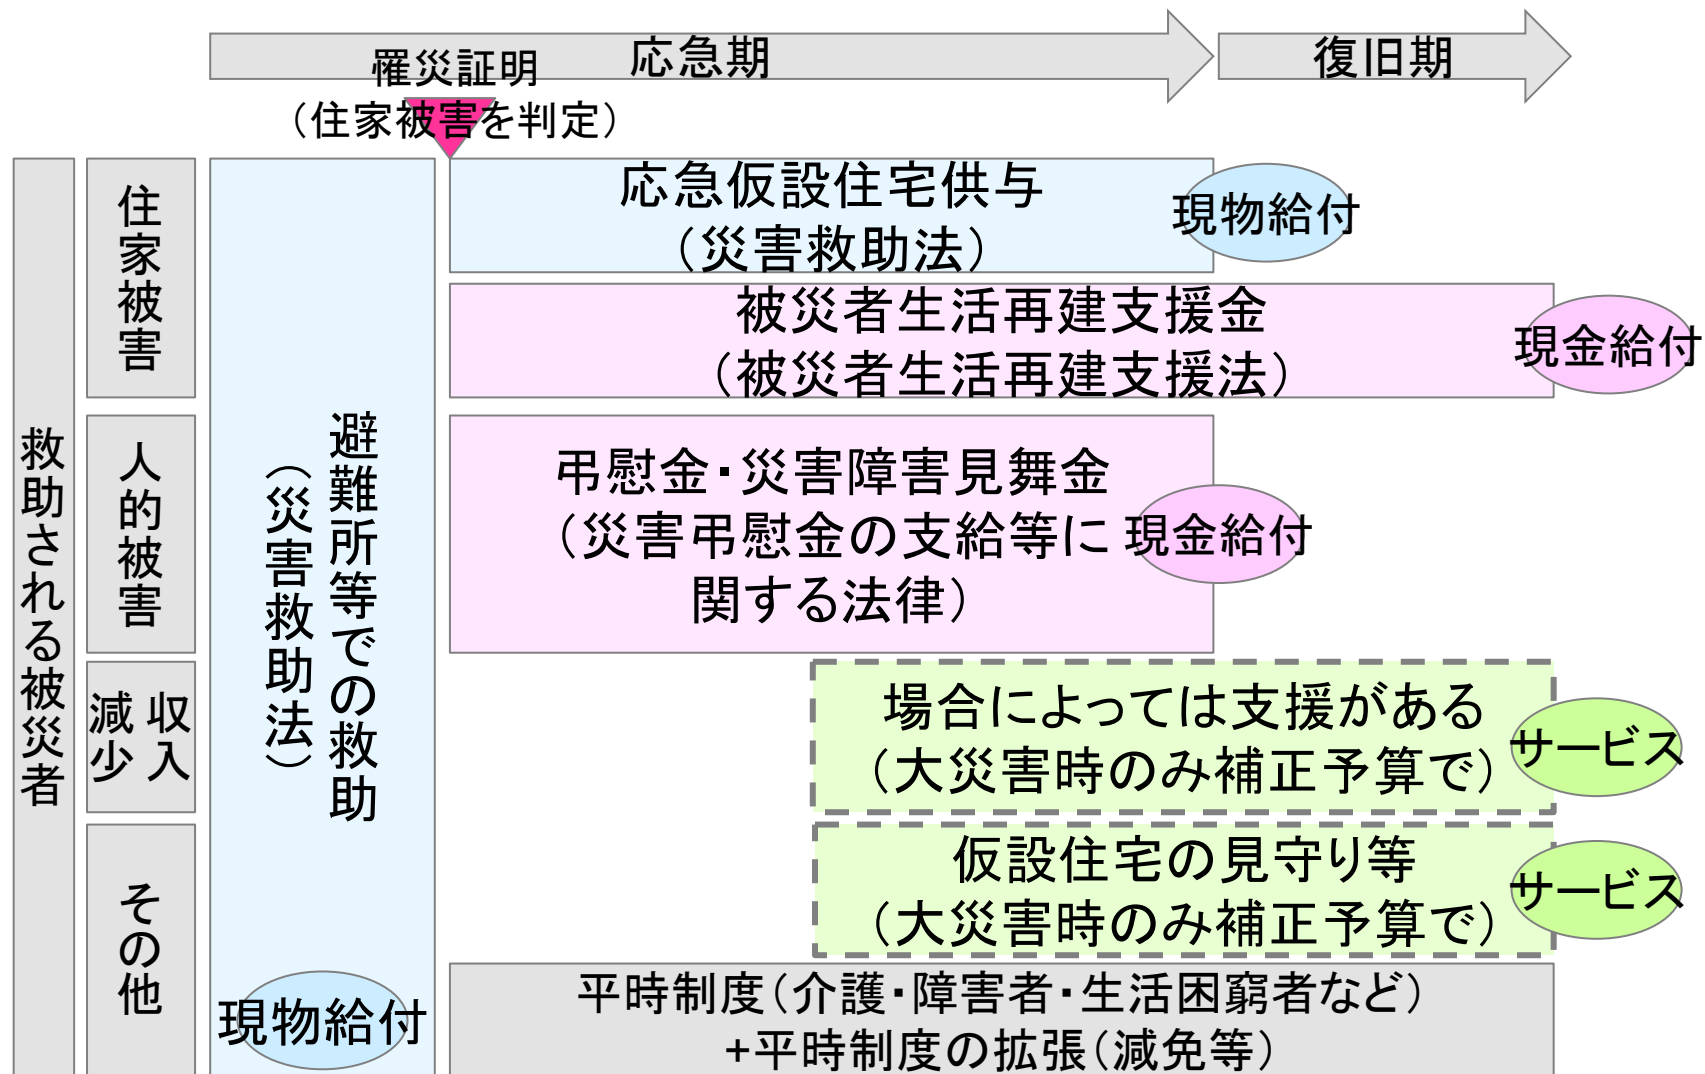 応急期
復旧期
罹災証明
（住家被害を判定）
救助される被災者
住家被害
人的被害
収入
減少
その他
避難所等での救助
（災害救助法）
現物給付
応急仮設住宅供与
（災害救助法）
現物給付
被災者生活再建支援金
（被災者生活再建支援法）
現金給付
弔慰金・災害障害見舞金
（災害弔慰金の支給等に
関する法律）
現金給付
場合によっては支援がある
（大災害時のみ補正予算で）
サービス
仮設住宅の見守り等
（大災害時のみ補正予算で）
サービス
平時制度（介護・障害者・生活困窮者など）
+平時制度の拡張（減免等）